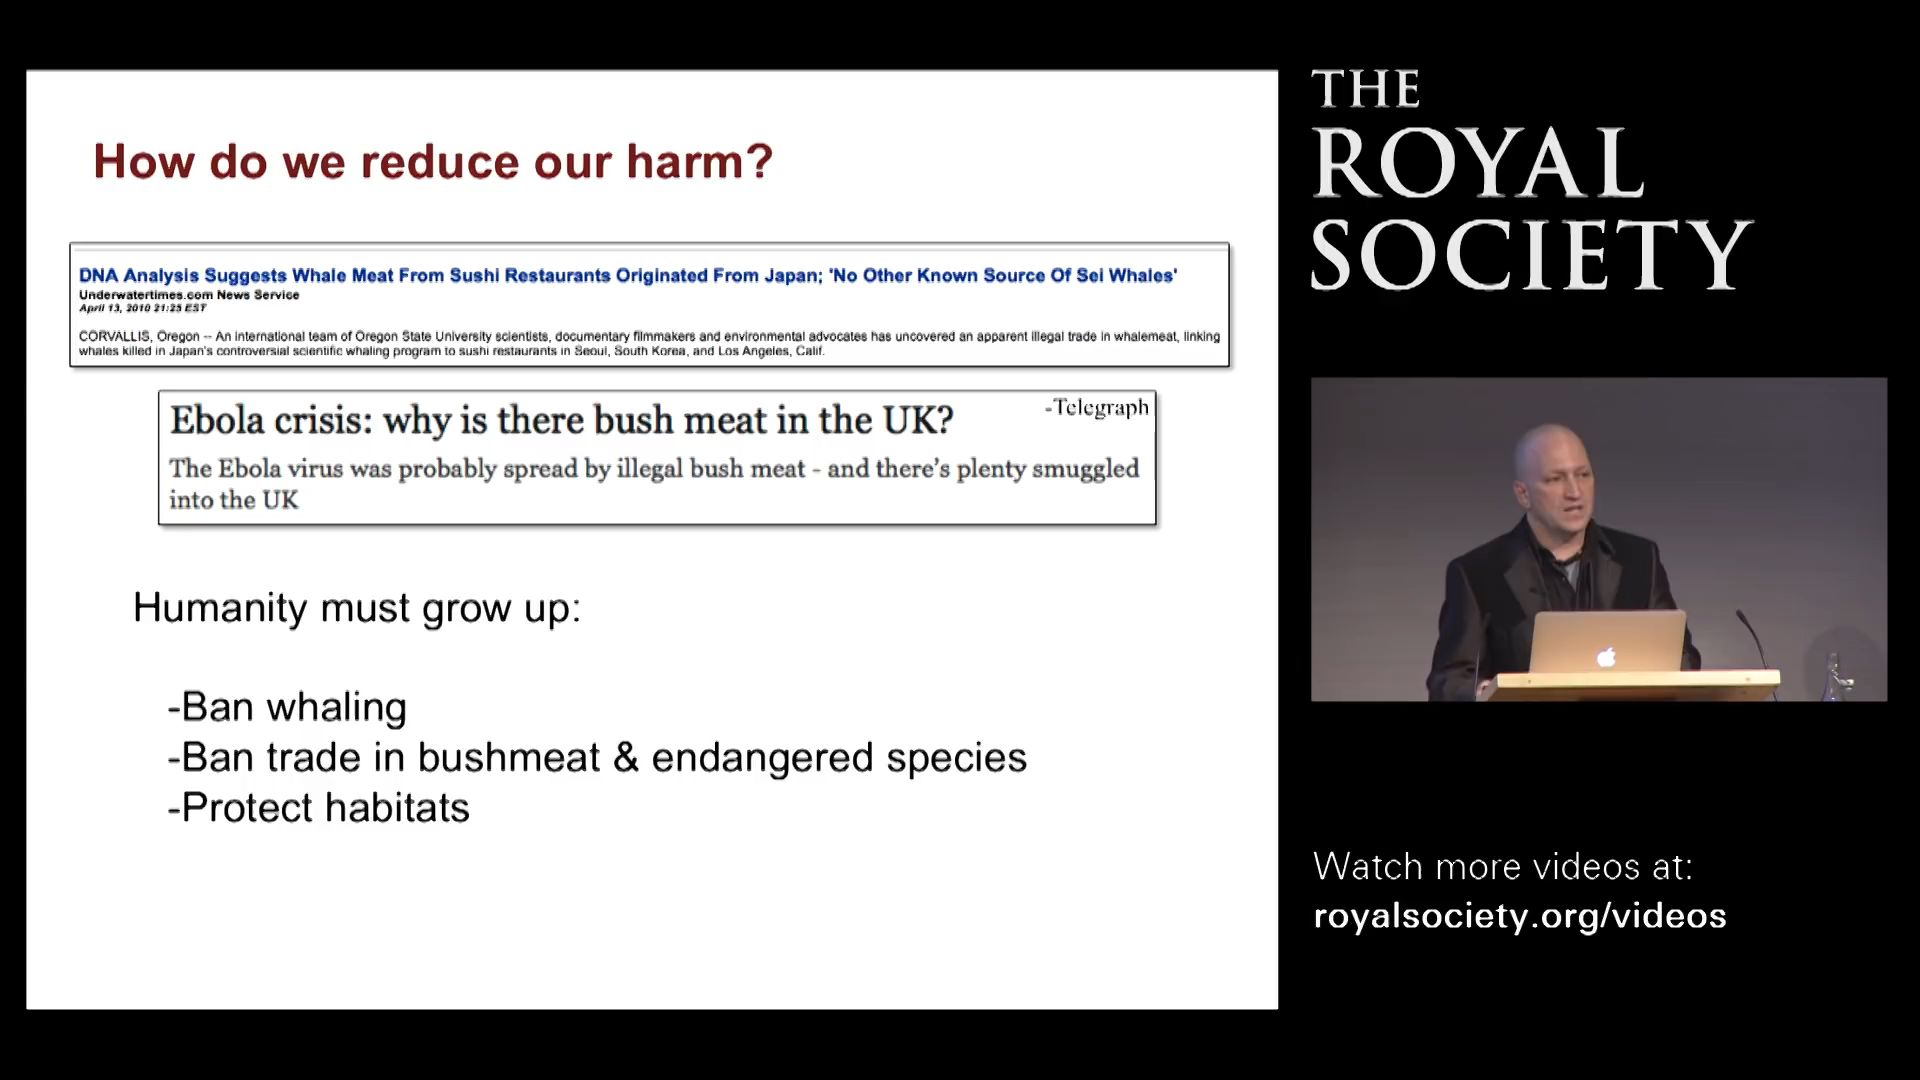 How do we reduce our harm?
DNA Analysis Suggests Whale Meat From Sushi Restaurants Originated From Japan; 'No Other Known Source Of Sei Whales'
Underwatertimes.com News Service
April 13, 2010 21:25 EST
CORVALLIS, Oregon -- An international team of Oregon State University scientists, documentary filmmakers and environmental advocates has uncovered an apparent illegal trade in whalemeat, linking
whales killed in Japan's controversial scientific whaling program to sushi restaurants in Seoul, South Korea, and Los Angeles, Calif.
Ebola crisis: why is there bush meat in the UK?
-Telegraph
The Ebola virus was probably spread by illegal bush meat - and there's plenty smuggled
into the UK
Humanity must grow up:
-Ban whaling
-Ban trade in bushmeat & endangered species
-Protect habitats
THE
ROYAL
SOCIETY
Watch more videos at:
royalsociety.org/videos